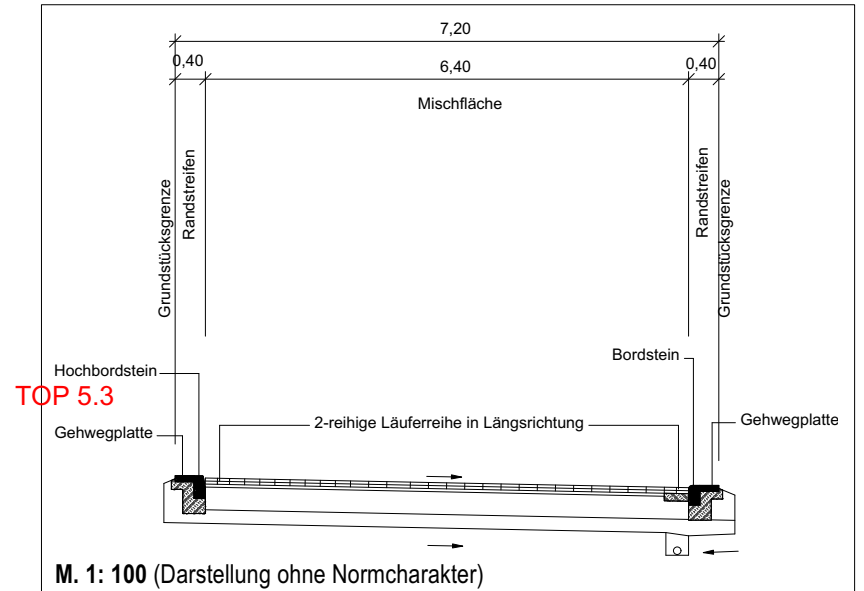 7,20
0,40
6,40
0,40
Mischfläche
Grundstücksgrenze
Randstreifen
Randstreifen
Grundstücksgrenze
Bordstein
Hochbordstein
TOP 5.3
2-reihige Läuferreihe in Längsrichtung
Gehwegplatte
Gehwegplatte
M. 1: 100 (Darstellung ohne Normcharakter)